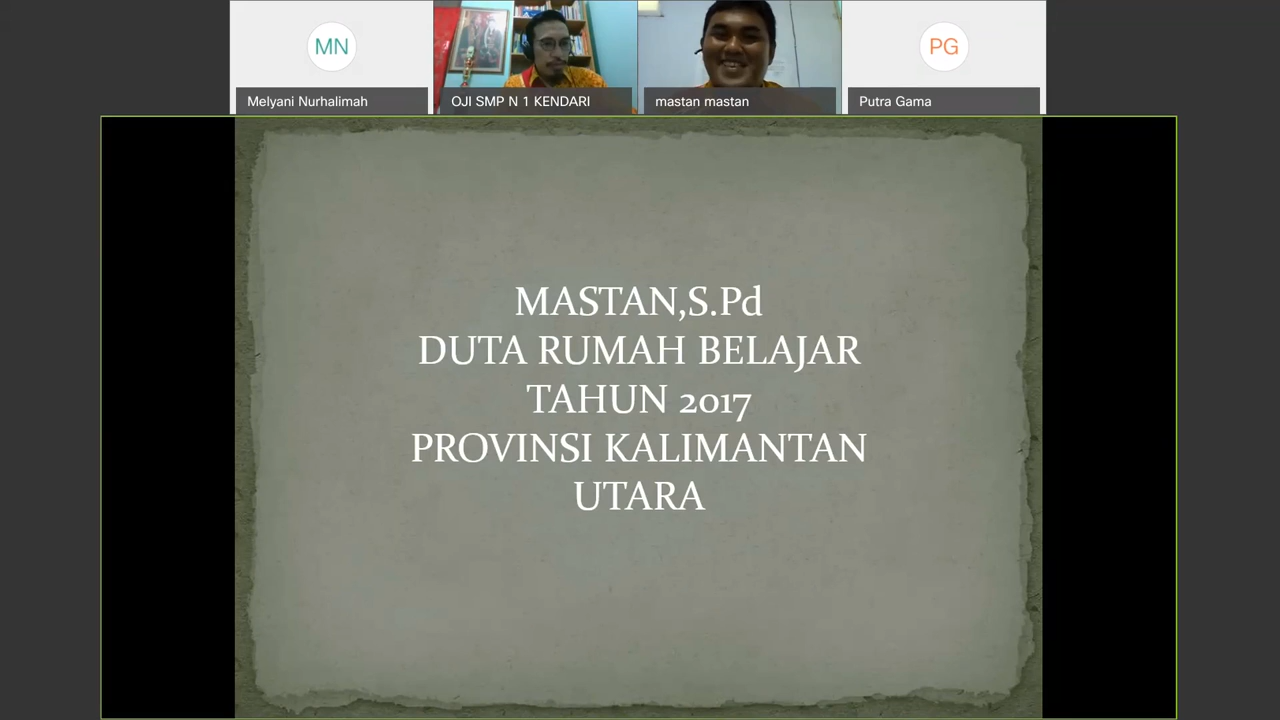 MN
PG
Melyani Nurhalimah
OJI SMP N 1 KENDARI
mastan mastan
Putra Gama
MASTAN,S.Pd
DUTA RUMAH BELAJAR
TAHUN 2017
PROVINSI KALIMANTAN
UTARA